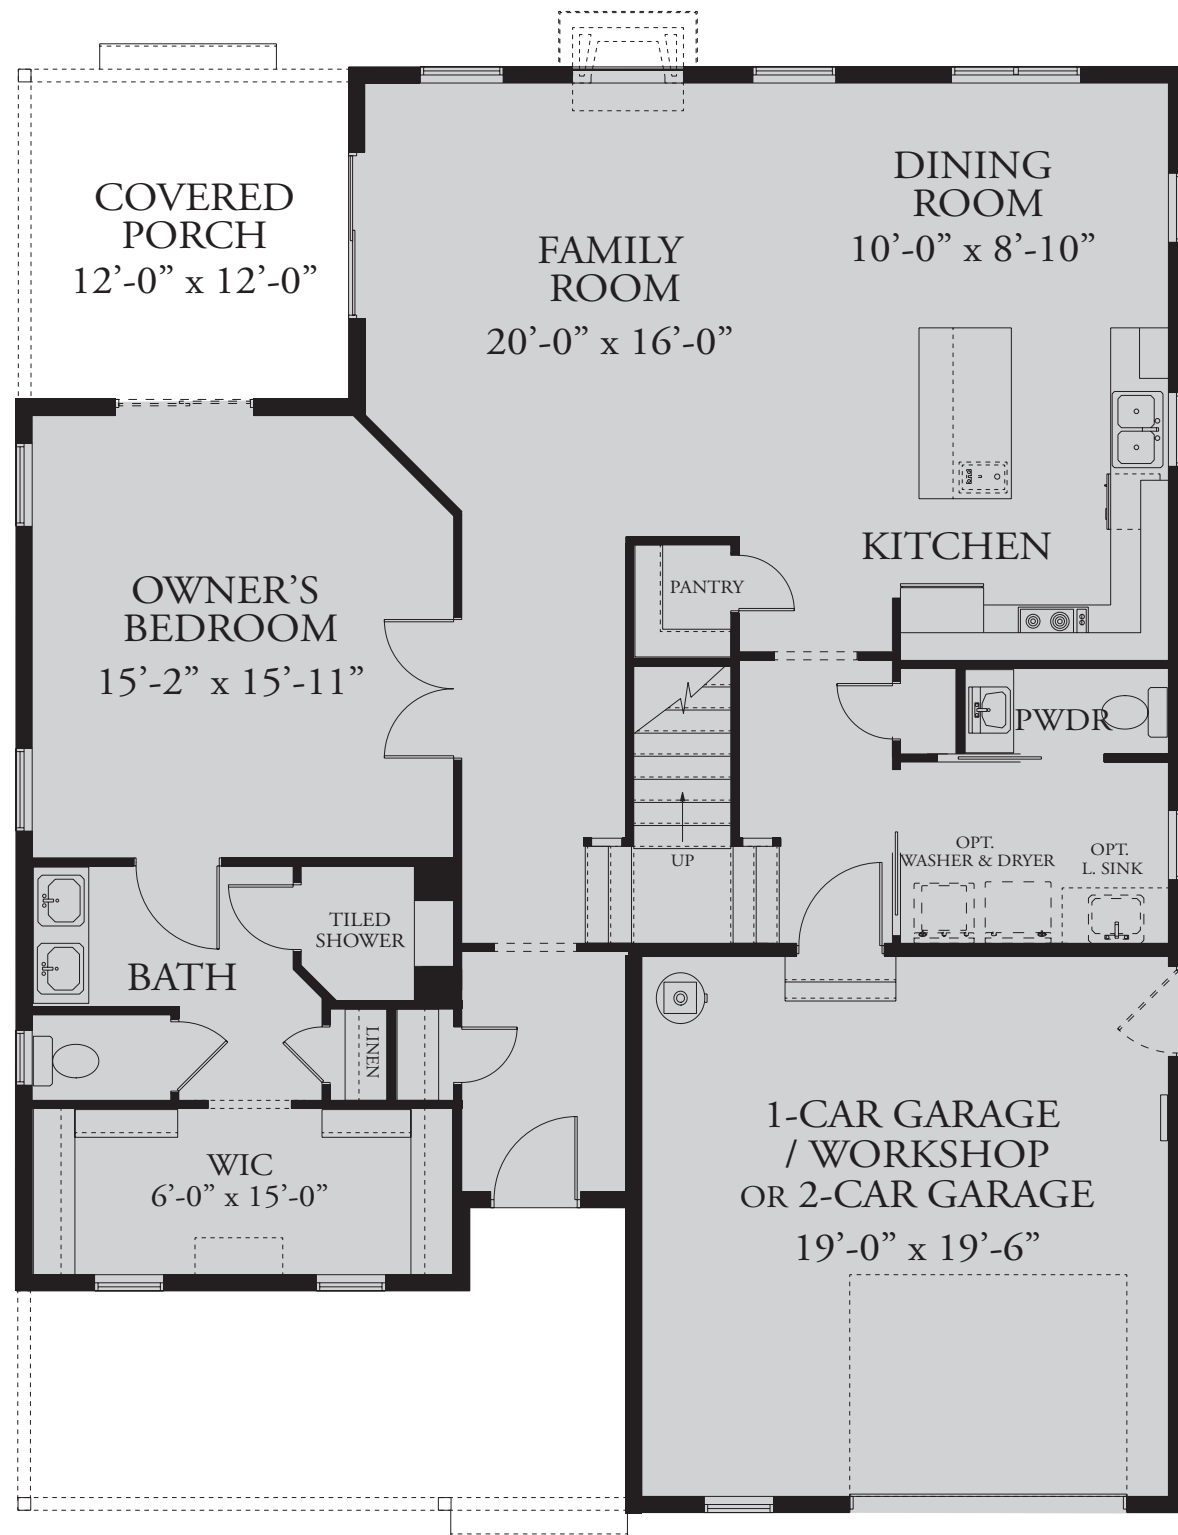 COVERED
PORCH
12’-0” x 12’-0”
FAMILY
ROOM
20’-0” x 16’-0”
DINING
ROOM
10’-0” x 8’-10”
KITCHEN
PANTRY
OWNER’S
BEDROOM
15’-2” x 15’-11”
PWDR
UP
OPT.
WASHER & DRYER
OPT.
L. SINK
TILED
SHOWER
BATH
LINEN
WIC
6’-0” x 15’-0”
1-CAR GARAGE
/ WORKSHOP
OR 2-CAR GARAGE
19’-0” x 19’-6”